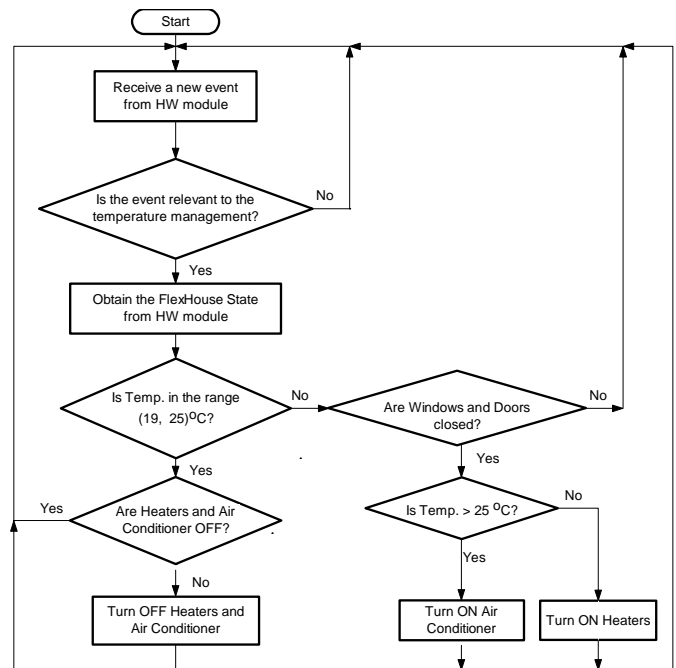 Start
Receive a new event
from HW module
Is the event relevant to the
temperature management?
No
Yes
Obtain the FlexHouse State
from HW module
Is Temp. in the range
(19, 25)ºC?
No
Are Windows and Doors
closed?
No
Yes
Yes
Yes
Are Heaters and Air
Conditioner OFF?
Is Temp. > 25 ºC?
No
Yes
No
Turn OFF Heaters and
Air Conditioner
Turn ON Air
Conditioner
Turn ON Heaters